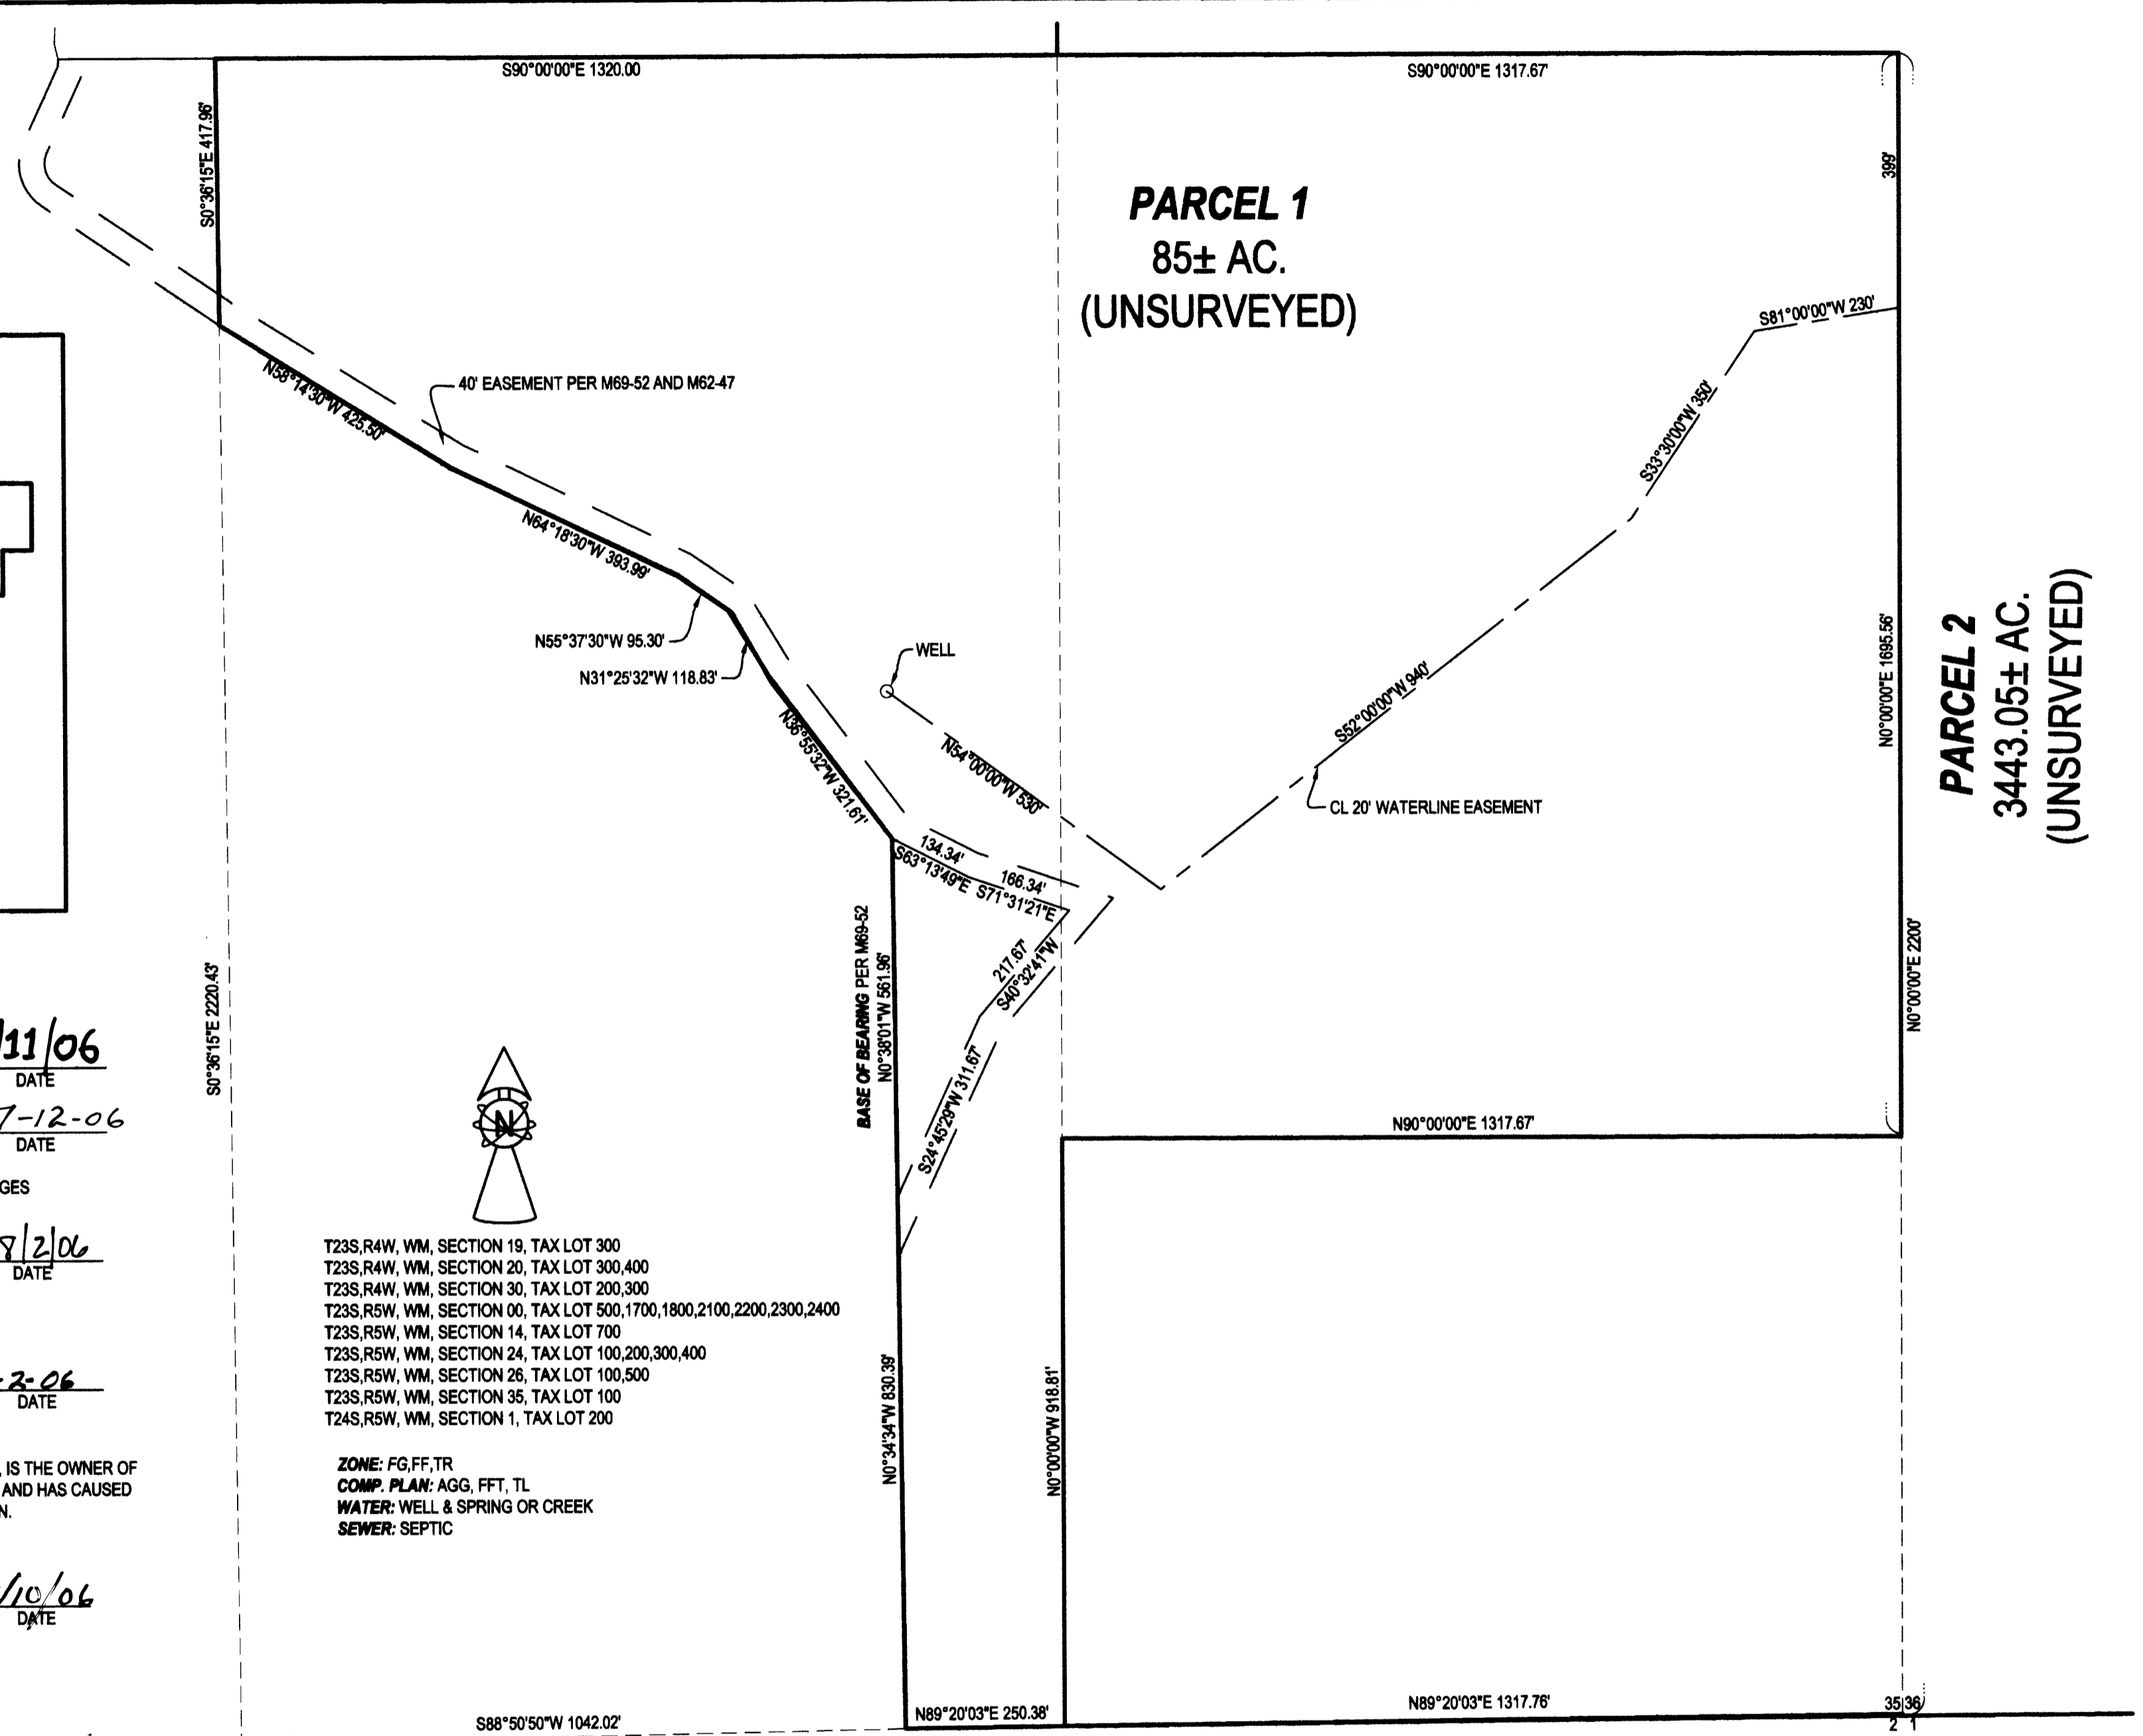 S90°00'00"E 1320.00
S90°00'00"E 1317.67'
S0°36'15"E 417.96'
399'
PARCEL 1
85± AC.
(UNSURVEYED)
S81°00'00"W 230'
N58°14'30"W 425.50'
40' EASEMENT PER M69-52 AND M62-47
S33°30'00"W 350'
N64°18'30"W 393.99'
N55°37'30"W 95.30'
N31°25'32"W 118.83'
WELL
N36°55'32"W 321.61'
N54°00'00"W 530'
S52°00'00"W 940'
CL 20' WATERLINE EASEMENT
N0°00'00"E 1695.56'
PARCEL 2
3443.05± AC.
(UNSURVEYED)
134.34'
S63°13'49"E
166.34'
S71°31'21"E
217.67'
S40°32'41"W
BASE OF BEARING PER M69-52
N0°38'01"W 561.96'
S0°36'15"E 2220.43'
N0°00'00"E 2200'
S24°45'29"W 311.67'
N90°00'00"E 1317.67'
/11/06
DATE
7-12-06
DATE
GES
8/2/06
DATE
-2-06
DATE
, IS THE OWNER OF
AND HAS CAUSED
N.
/10/06
DATE
N
T23S,R4W, WM, SECTION 19, TAX LOT 300
T23S,R4W, WM, SECTION 20, TAX LOT 300,400
T23S,R4W, WM, SECTION 30, TAX LOT 200,300
T23S,R5W, WM, SECTION 00, TAX LOT 500,1700,1800,2100,2200,2300,2400
T23S,R5W, WM, SECTION 14, TAX LOT 700
T23S,R5W, WM, SECTION 24, TAX LOT 100,200,300,400
T23S,R5W, WM, SECTION 26, TAX LOT 100,500
T23S,R5W, WM, SECTION 35, TAX LOT 100
T24S,R5W, WM, SECTION 1, TAX LOT 200
ZONE: FG,FF,TR
COMP. PLAN: AGG, FFT, TL
WATER: WELL & SPRING OR CREEK
SEWER: SEPTIC
N0°34'34"W 830.39'
N0°00'00"W 918.81'
S88°50'50"W 1042.02'
N89°20'03"E 250.38'
N89°20'03"E 1317.76'
35 36
2 1